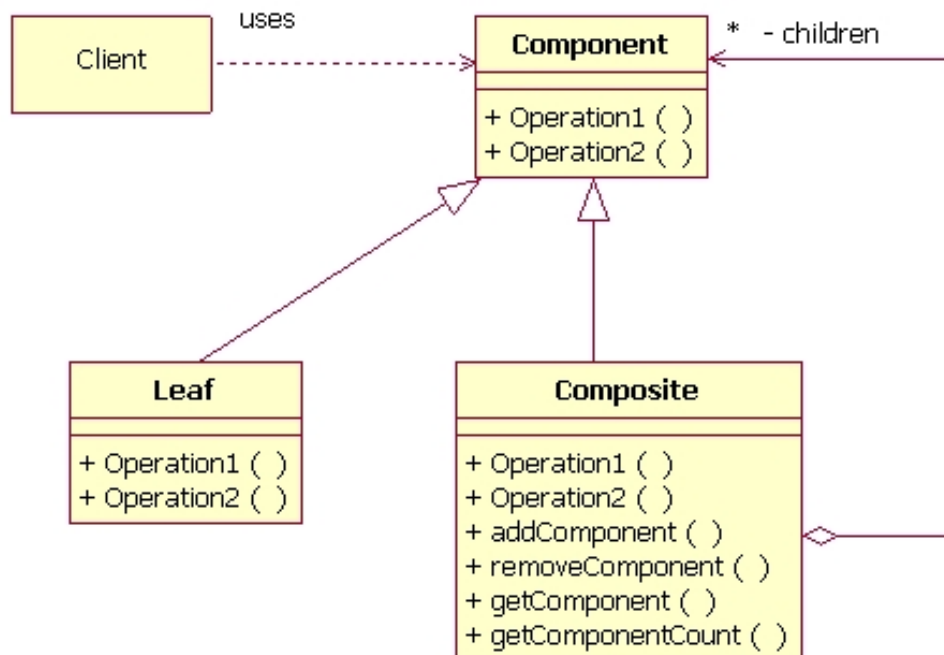 uses
Client
Component
* - children
+ Operation1 ( )
+ Operation2 ( )
Leaf
+ Operation1 ( )
+ Operation2 ( )
Composite
+ Operation1 ( )
+ Operation2 ( )
+ addComponent ( )
+ removeComponent ( )
+ getComponent ( )
+ getComponentCount ( )